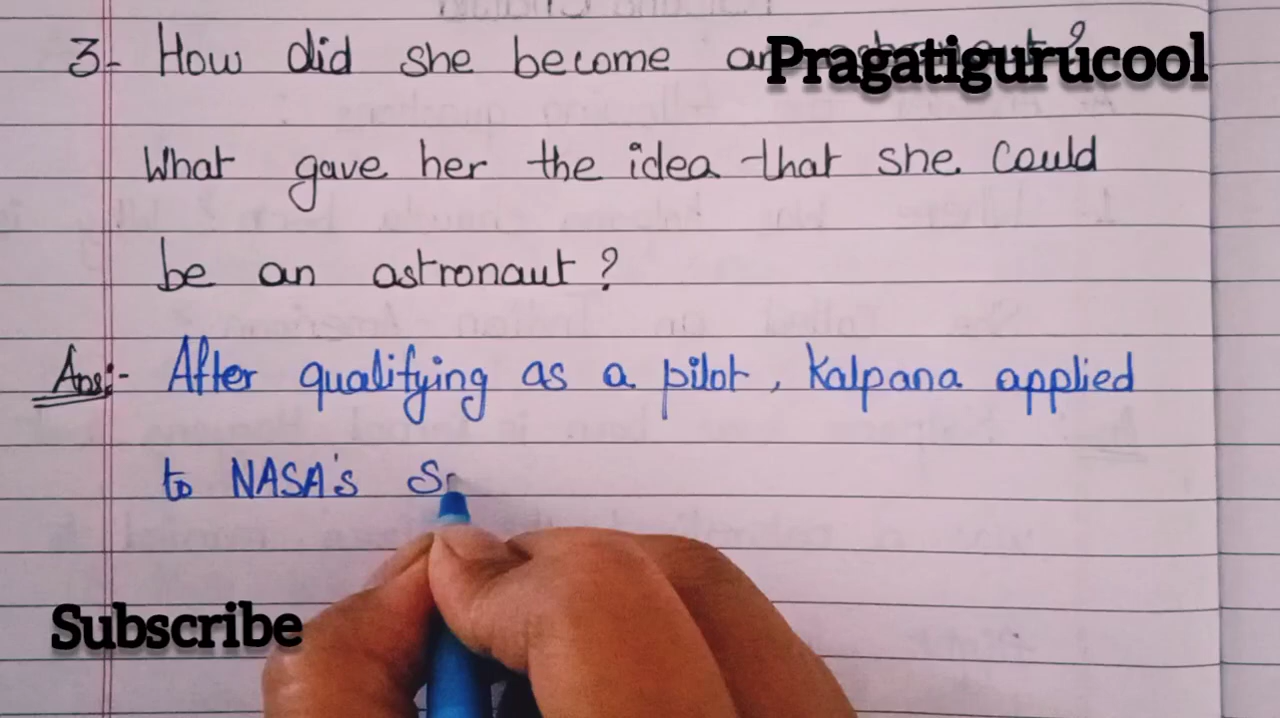 3- How did she become an Pragatigurucool ?
What gave her the idea that she could
be an astronaut ?
Ans:- After qualifying as a pilot, Kalpana applied
to NASA's
Subscribe